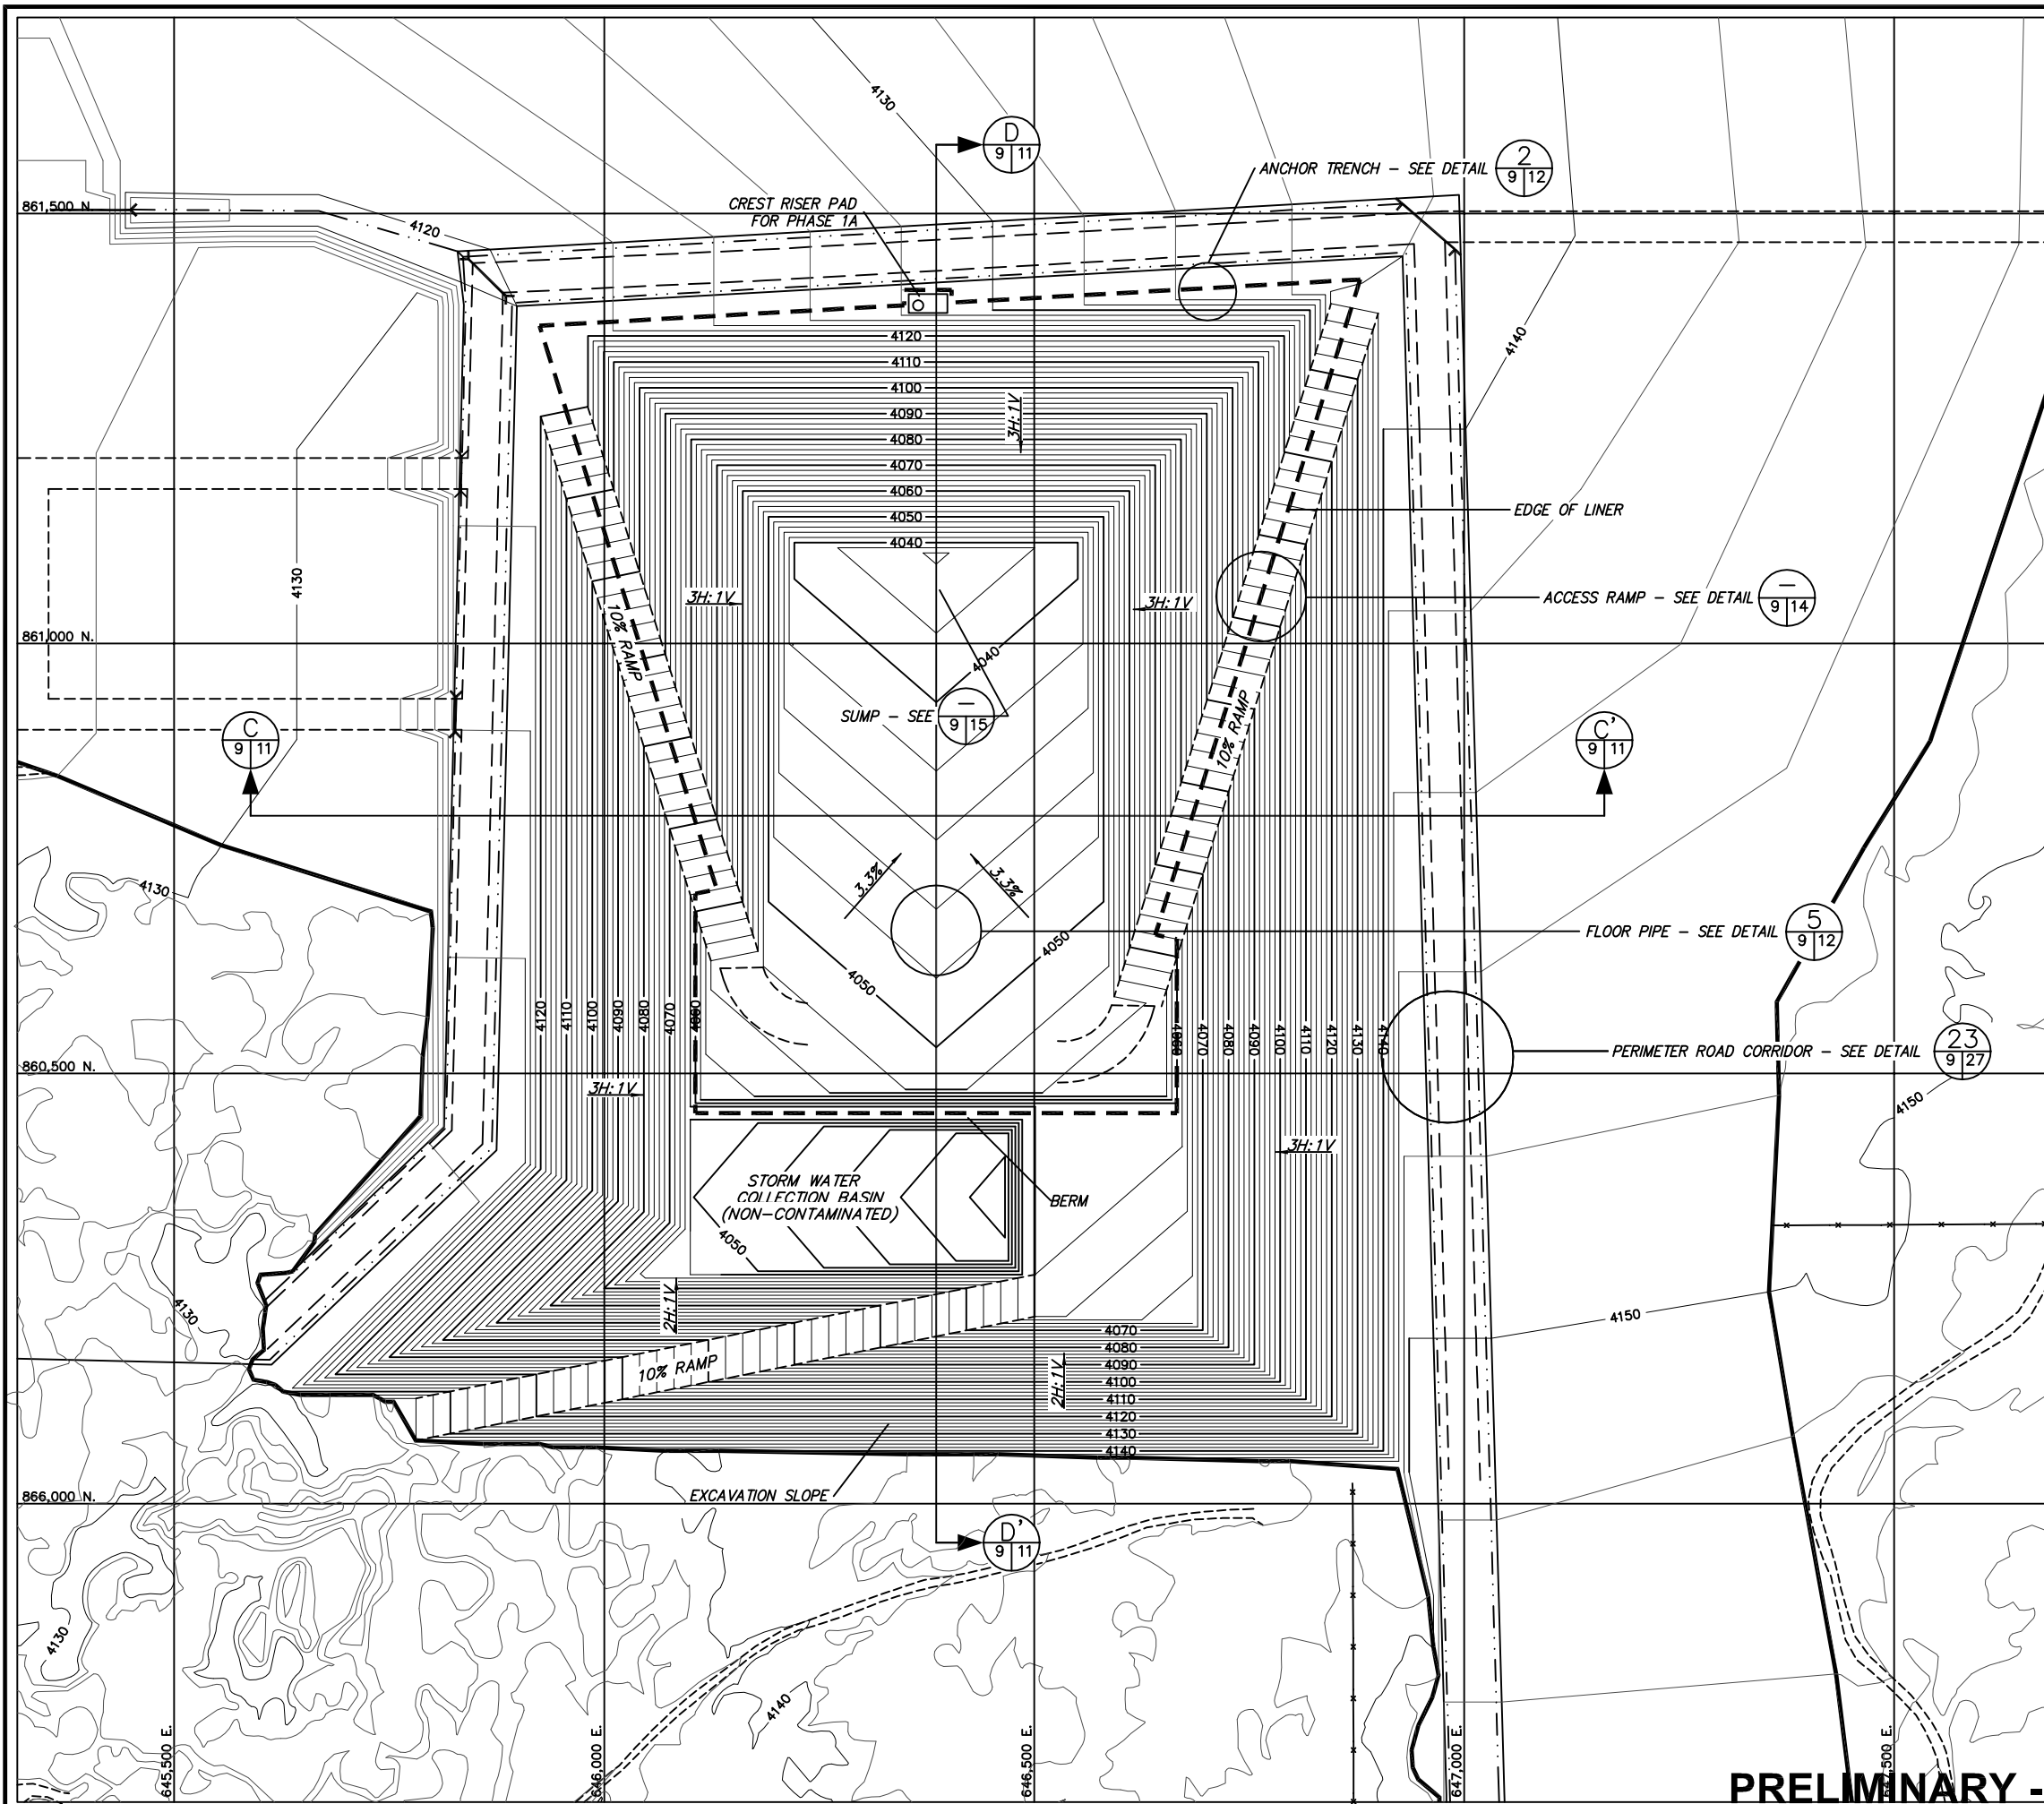 4130
D
9 11
ANCHOR TRENCH - SEE DETAIL
2
9 12
CREST RISER PAD
FOR PHASE 1A
861,500 N.
4120
4140
4120
4110
4100
4090
4080
4070
4060
4050
4040
3H:1V
EDGE OF LINER
4130
3H:1V
3H:1V
ACCESS RAMP - SEE DETAIL
—
9 14
10% RAMP
861,000 N.
4040
SUMP - SEE
—
9 15
10% RAMP
C
9 11
C'
9 11
4130
3.3%
3.3%
FLOOR PIPE - SEE DETAIL
5
9 12
4050
4050
4120
4110
4100
4090
4080
4070
4060
4060
4070
4080
4090
4100
4110
4120
4130
4140
PERIMETER ROAD CORRIDOR - SEE DETAIL
23
9 27
860,500 N.
3H:1V
4150
3H:1V
STORM WATER
COLLECTION BASIN
(NON-CONTAMINATED)
BERM
4050
4130
2H:1V
4150
4070
4080
4090
4100
4110
4120
4130
4140
10% RAMP
2H:1V
EXCAVATION SLOPE
866,000 N.
D'
9 11
4130
4140
645,500 E.
646,000 E.
646,500 E.
647,000 E.
647,500 E.
PRELIMINARY -